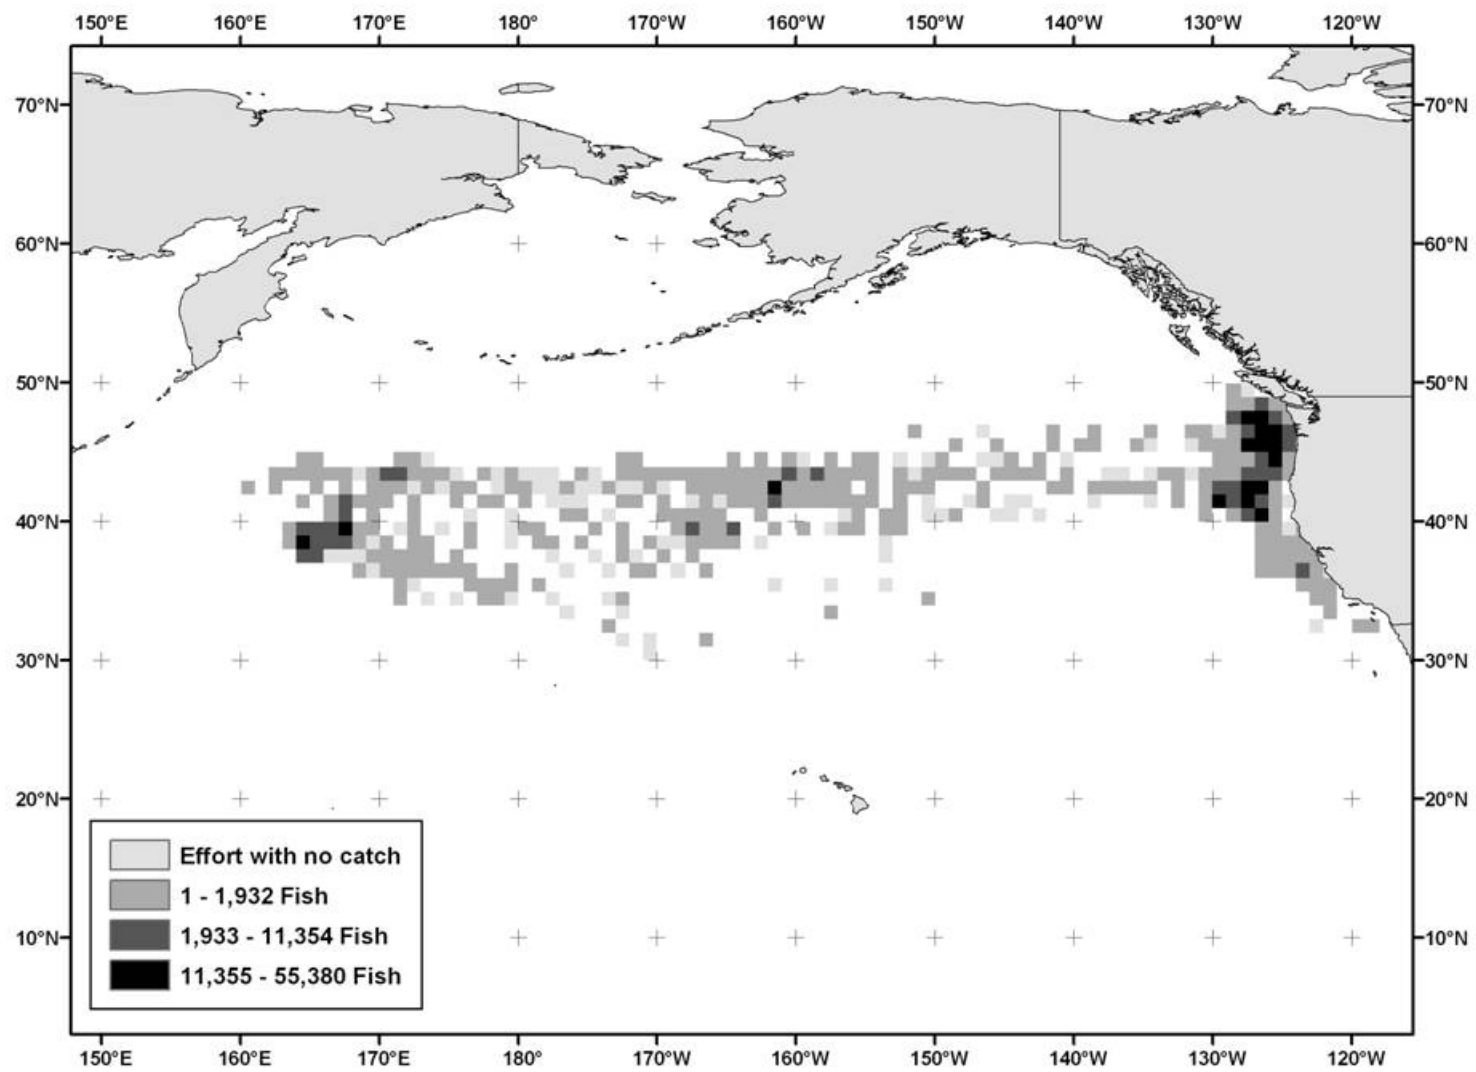 150°E 160°E 170°E 180° 170°W 160°W 150°W 140°W 130°W 120°W
70°N 70°N
60°N 60°N
50°N 50°N
40°N 40°N
30°N 30°N
20°N 20°N
10°N 10°N
Effort with no catch
1 - 1,932 Fish
1,933 - 11,354 Fish
11,355 - 55,380 Fish
150°E 160°E 170°E 180° 170°W 160°W 150°W 140°W 130°W 120°W